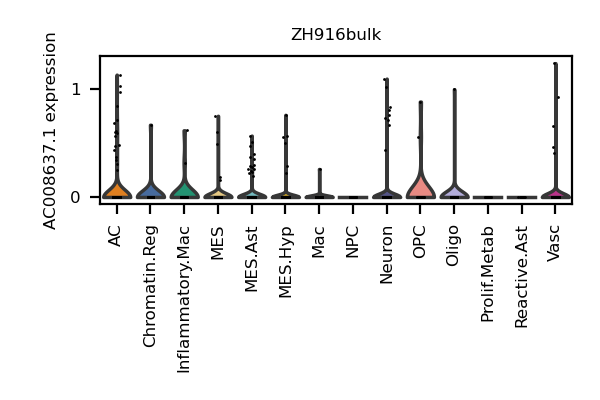 ZH916bulk
AC008637.1 expression
1
0
AC
Chromatin.Reg
Inflammatory.Mac
MES
MES.Ast
MES.Hyp
Mac
NPC
Neuron
OPC
Oligo
Prolif.Metab
Reactive.Ast
Vasc